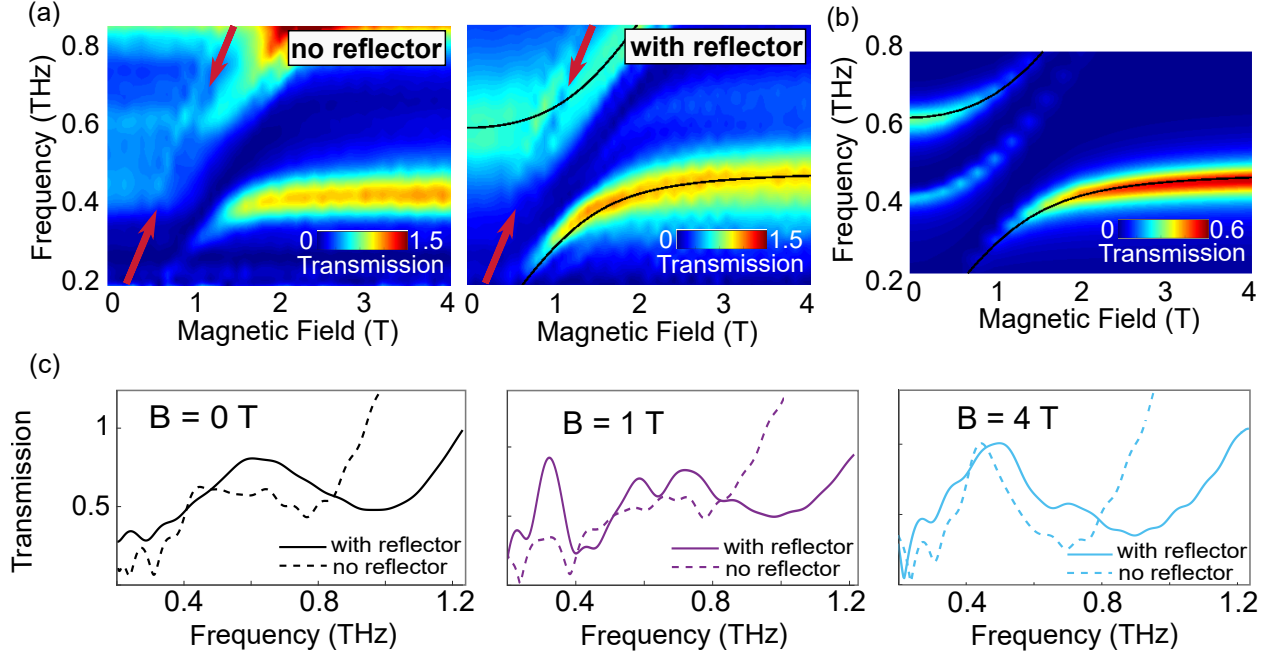 (a)
no reflector
with reflector
(b)
Frequency (THz)
0.8
0.6
0.4
0.2
0 1.5
Transmission
0 1 2 3 4
Magnetic Field (T)
0 1.5
Transmission
0 1 2 3 4
Magnetic Field (T)
Frequency (THz)
0.8
0.6
0.4
0.2
0 0.6
Transmission
0 1 2 3 4
Magnetic Field (T)
(c)
Transmission
1
0.5
B = 0 T
with reflector
no reflector
0.4 0.8 1.2
Frequency (THz)
B = 1 T
with reflector
no reflector
0.4 0.8 1.2
Frequency (THz)
B = 4 T
with reflector
no reflector
0.4 0.8 1.2
Frequency (THz)